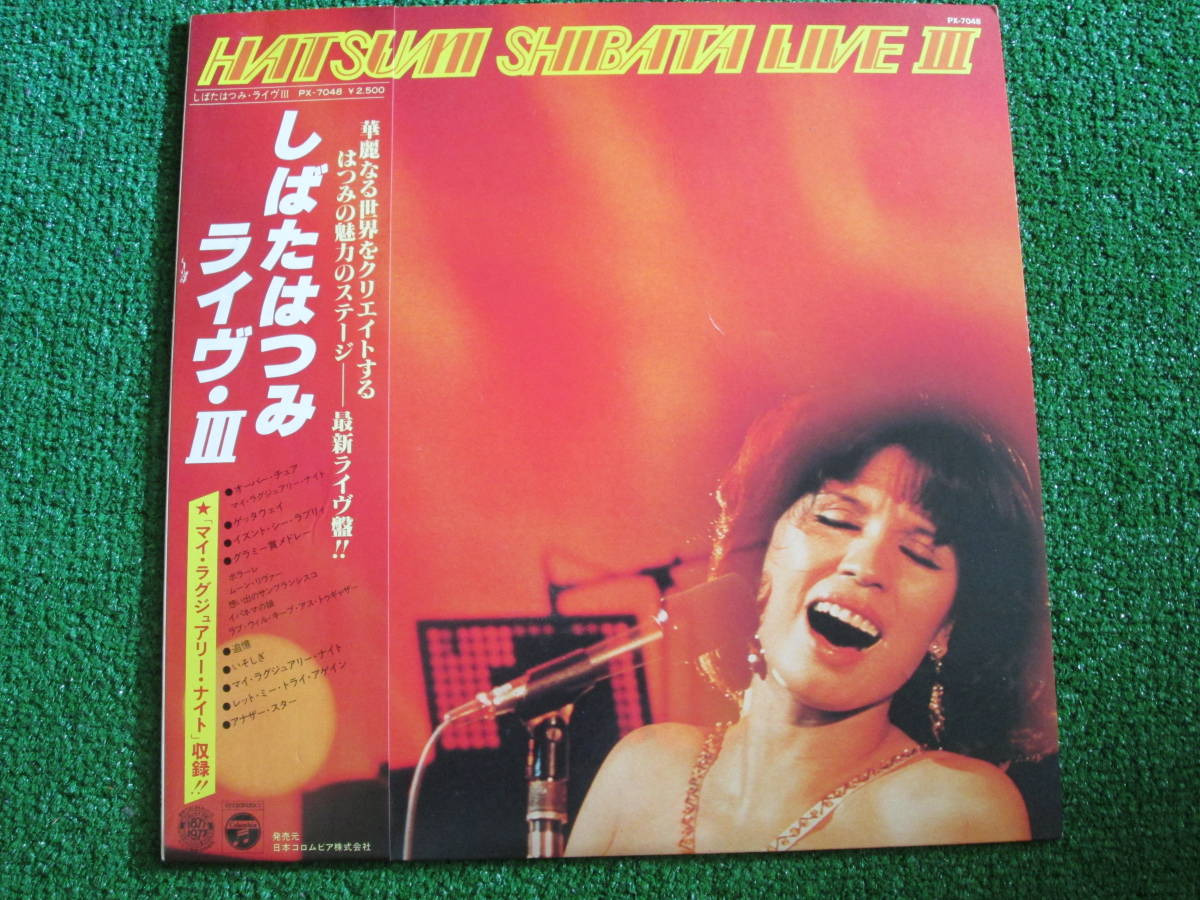 PX-7048
HATSUMI SHIBATA LIVE III
しばたはつみ・ライヴIII PX-7048 ¥2,500
しばたはつみ
ライヴ・III
華麗なる世界をクリエイトする
はつみの魅力のステージ――最新ライヴ盤!!
●オーバー・チュア
マイ・ラグジュアリー・ナイト
●ゲッタウェイ
●イズント・シー・ラブリィ
●グラミー賞メドレー
ボラーレ
ムーン・リヴァー
想い出のサンフランシスコ
イパネマの娘
ラブ・ウィル・キープ・アス・トゥギャザー
●追憶
●いそしぎ
●マイ・ラグジュアリー・ナイト
●レット・ミー・トライ・アゲイン
●アナザー・スター
★「マイ・ラグジュアリー・ナイト」収録!!
1877
1977
Columbia
発売元
日本コロムビア株式会社